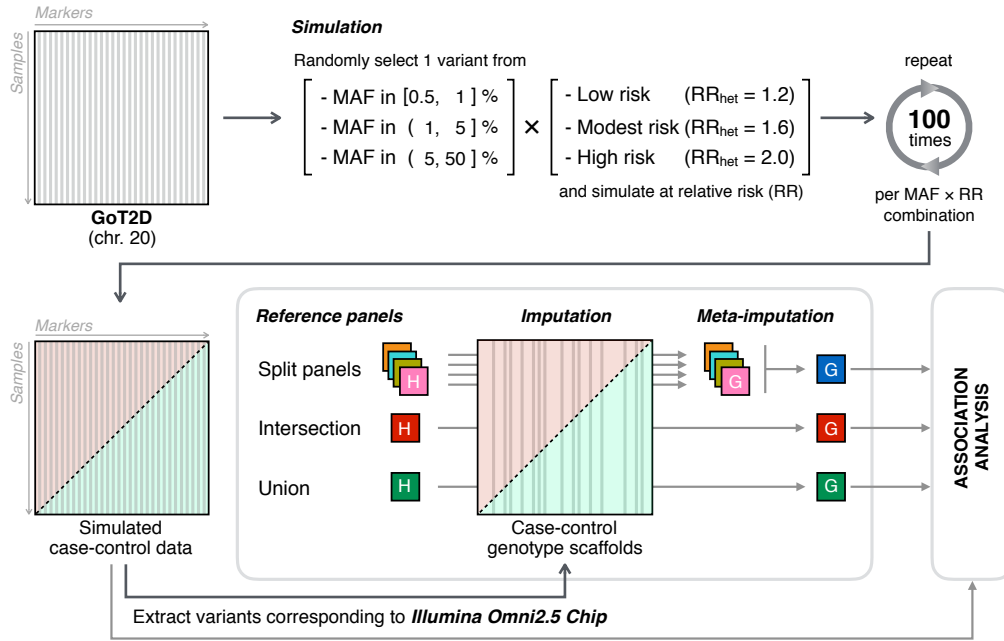 Markers
Samples
GoT2D
(chr. 20)
Simulation
Randomly select 1 variant from
- MAF in [0.5, 1 ] %
- MAF in ( 1, 5 ] %
- MAF in ( 5, 50 ] %
×
- Low risk (RRhet = 1.2)
- Modest risk (RRhet = 1.6)
- High risk (RRhet = 2.0)
and simulate at relative risk (RR)
repeat
100
times
per MAF × RR
combination
Markers
Samples
Simulated
case-control data
Reference panels
Imputation
Meta-imputation
Split panels
H
G
G
Intersection
H
G
Union
H
G
Case-control
genotype scaffolds
ASSOCIATION
ANALYSIS
Extract variants corresponding to Illumina Omni2.5 Chip